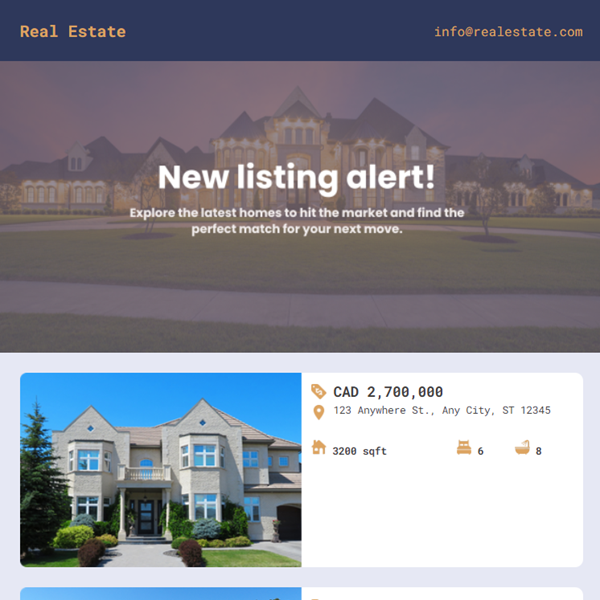 Real Estate
info@realestate.com
New listing alert!
Explore the latest homes to hit the market and find the
perfect match for your next move.
CAD 2,700,000
123 Anywhere St., Any City, ST 12345
3200 sqft
6
8